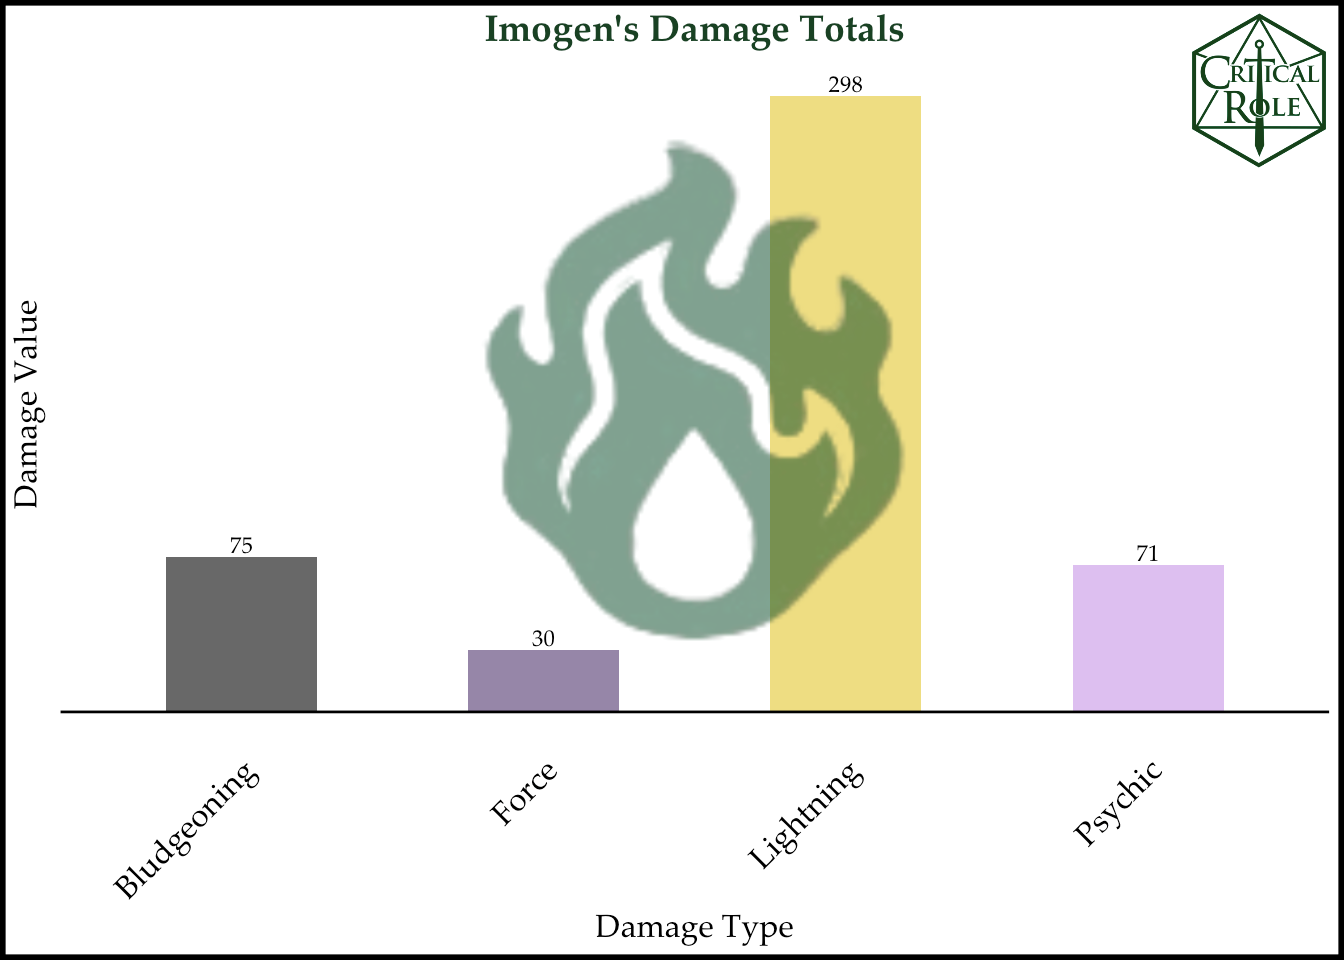 Imogen's Damage Totals
CRITICAL
ROLE
298
Damage Value
75
30
71
Bludgeoning
Force
Lightning
Psychic
Damage Type